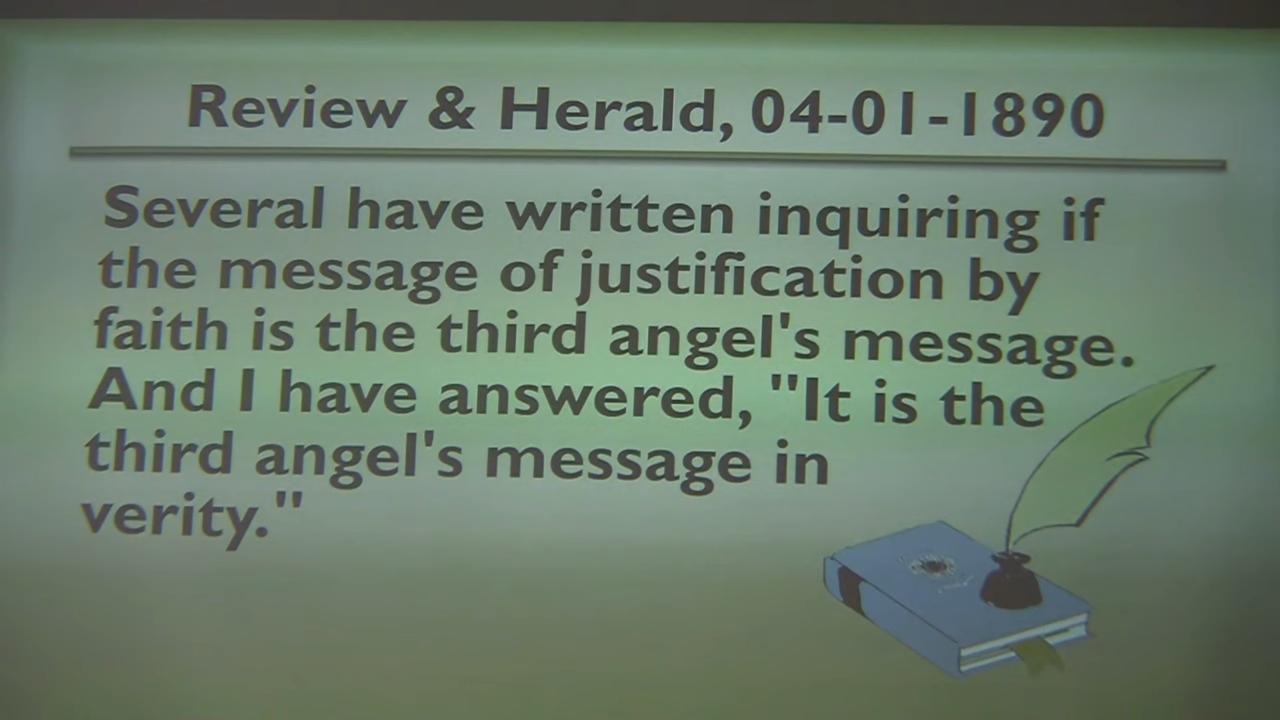 Review & Herald, 04-01-1890
Several have written inquiring if
the message of justification by
faith is the third angel's message.
And I have answered, "It is the
third angel's message in
verity."